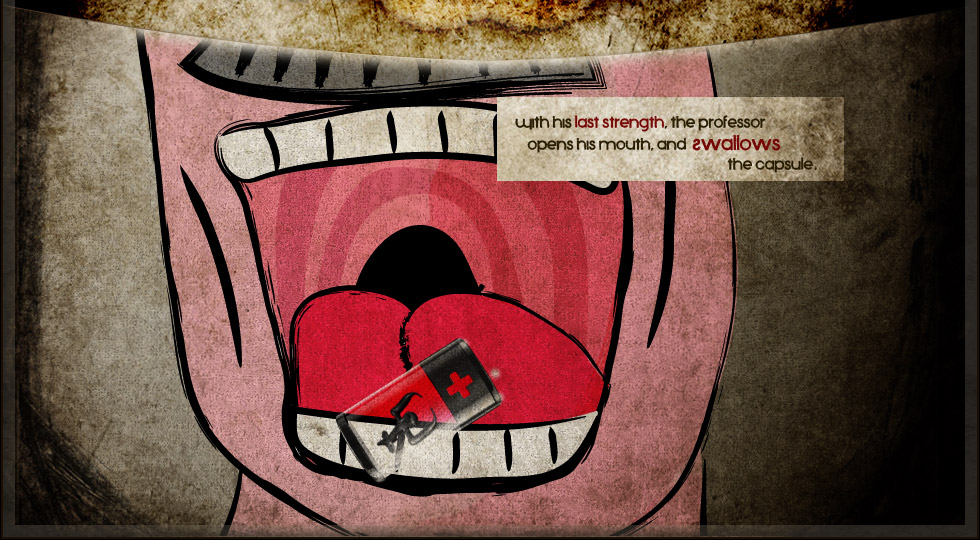 with his last strength, the professor
opens his mouth, and swallows
the capsule.